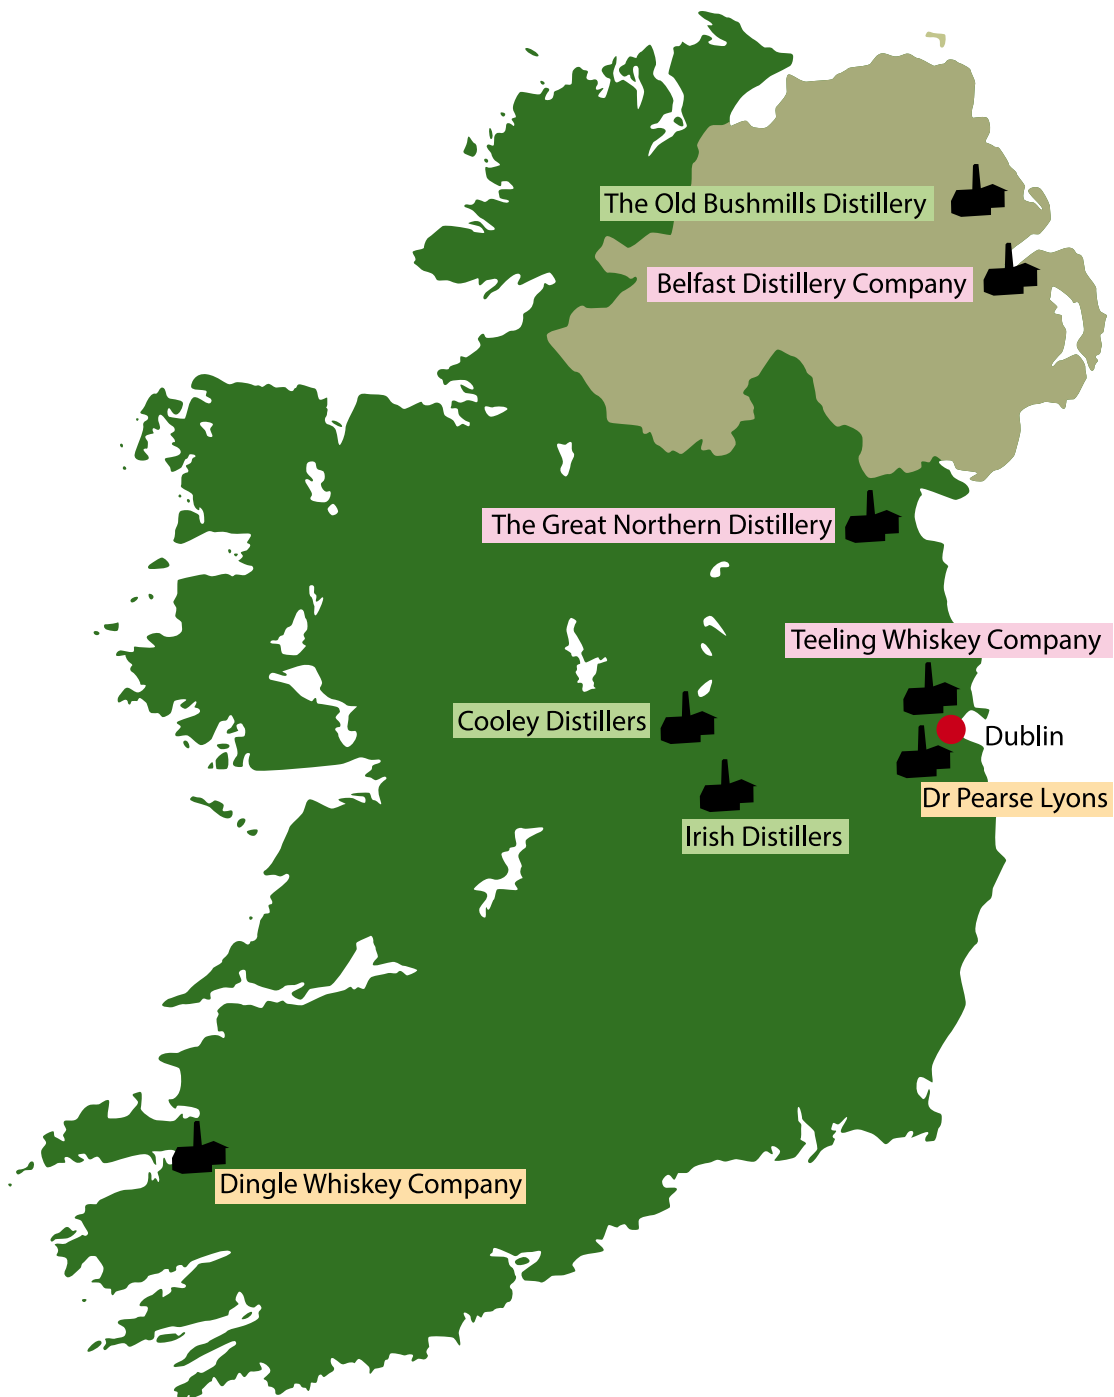 The Old Bushmills Distillery
Belfast Distillery Company
The Great Northern Distillery
Teeling Whiskey Company
Cooley Distillers
Dublin
Dr Pearse Lyons
Irish Distillers
Dingle Whiskey Company